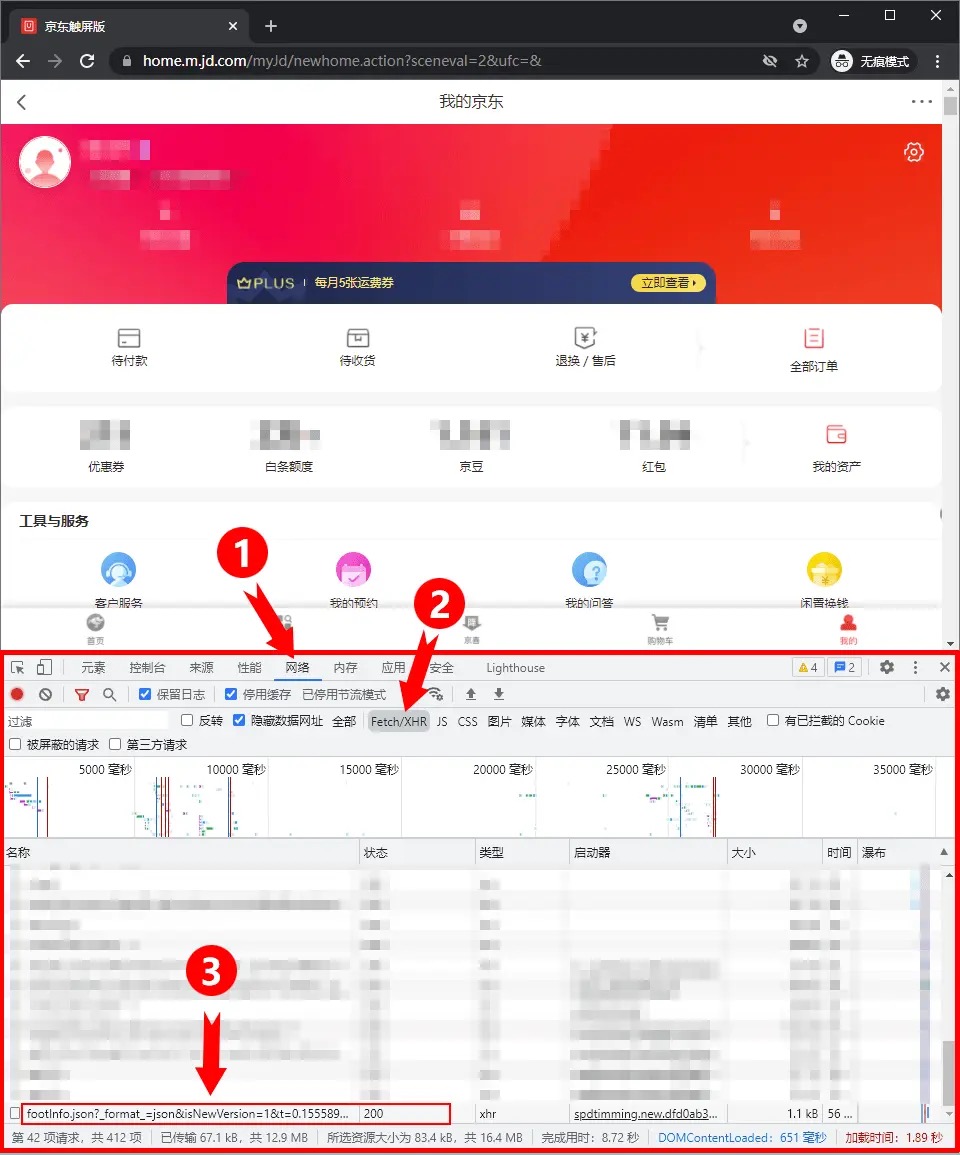 京东触屏版
home.m.jd.com/myJd/newhome.action?sceneval=2&ufc=&
无痕模式
我的京东
PLUS 每月5张运费券 立即查看
待付款 待收货 退换 / 售后 全部订单
优惠券 白条额度 京豆 红包 我的资产
工具与服务
1
客户服务 我的预约 我的问答 闲置换钱
2
首页 京喜 购物车 我的
元素 控制台 来源 性能 网络 内存 应用 安全 Lighthouse 4 2
保留日志 停用缓存 已停用节流模式
过滤 反转 隐藏数据网址 全部 Fetch/XHR JS CSS 图片 媒体 字体 文档 WS Wasm 清单 其他 有已拦截的 Cookie
被屏蔽的请求 第三方请求
5000 毫秒 10000 毫秒 15000 毫秒 20000 毫秒 25000 毫秒 30000 毫秒 35000 毫秒
名称 状态 类型 启动器 大小 时间 瀑布
3
footInfo.json?_format_=json&isNewVersion=1&t=0.155589... 200 xhr spdtimming.new.dfd0ab3... 1.1 kB 56 ...
第 42 项请求，共 412 项 已传输 67.1 kB，共 12.9 MB 所选资源大小为 83.4 kB，共 16.4 MB 完成用时：8.72 秒 DOMContentLoaded：651 毫秒 加载时间：1.89 秒